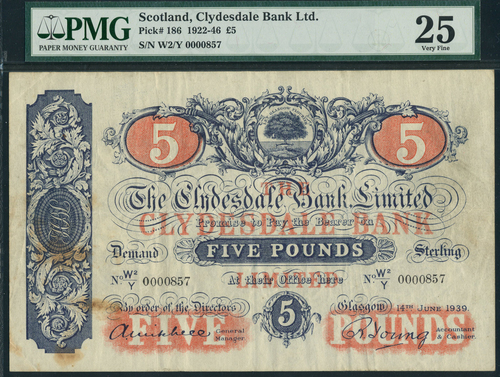 PMG
PAPER MONEY GUARANTY
Scotland, Clydesdale Bank Ltd.
Pick# 186 1922-46 £5
S/N W2/Y 0000857
25
Very Fine
5
5
The Clydesdale Bank Limited
THE
CLYDESDALE BANK
Promise to Pay the Bearer on
Demand FIVE POUNDS Sterling
No W2/Y 0000857 At their Office here No W2/Y 0000857
LIMITED
By order of the Directors
5
Glasgow 14TH JUNE 1939.
General Manager.
R. Young
Accountant & Cashier.
FIVE POUNDS